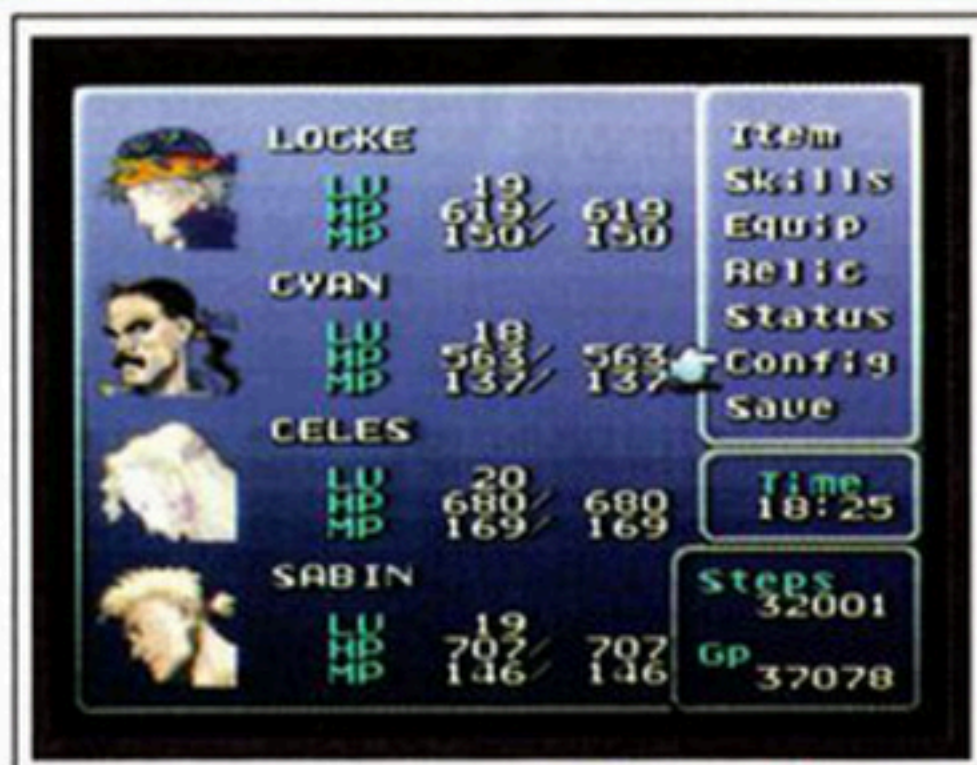 LOCKE
LV 19
HP 619/ 619
MP 150/ 150
CYAN
LV 18
HP 563/ 563
MP 137/ 137
CELES
LV 20
HP 680/ 680
MP 169/ 169
SABIN
LV 19
HP 707/ 707
MP 146/ 146
Item
Skills
Equip
Relic
Status
Config
Save
Time
18:25
Steps
32001
Gp
37078